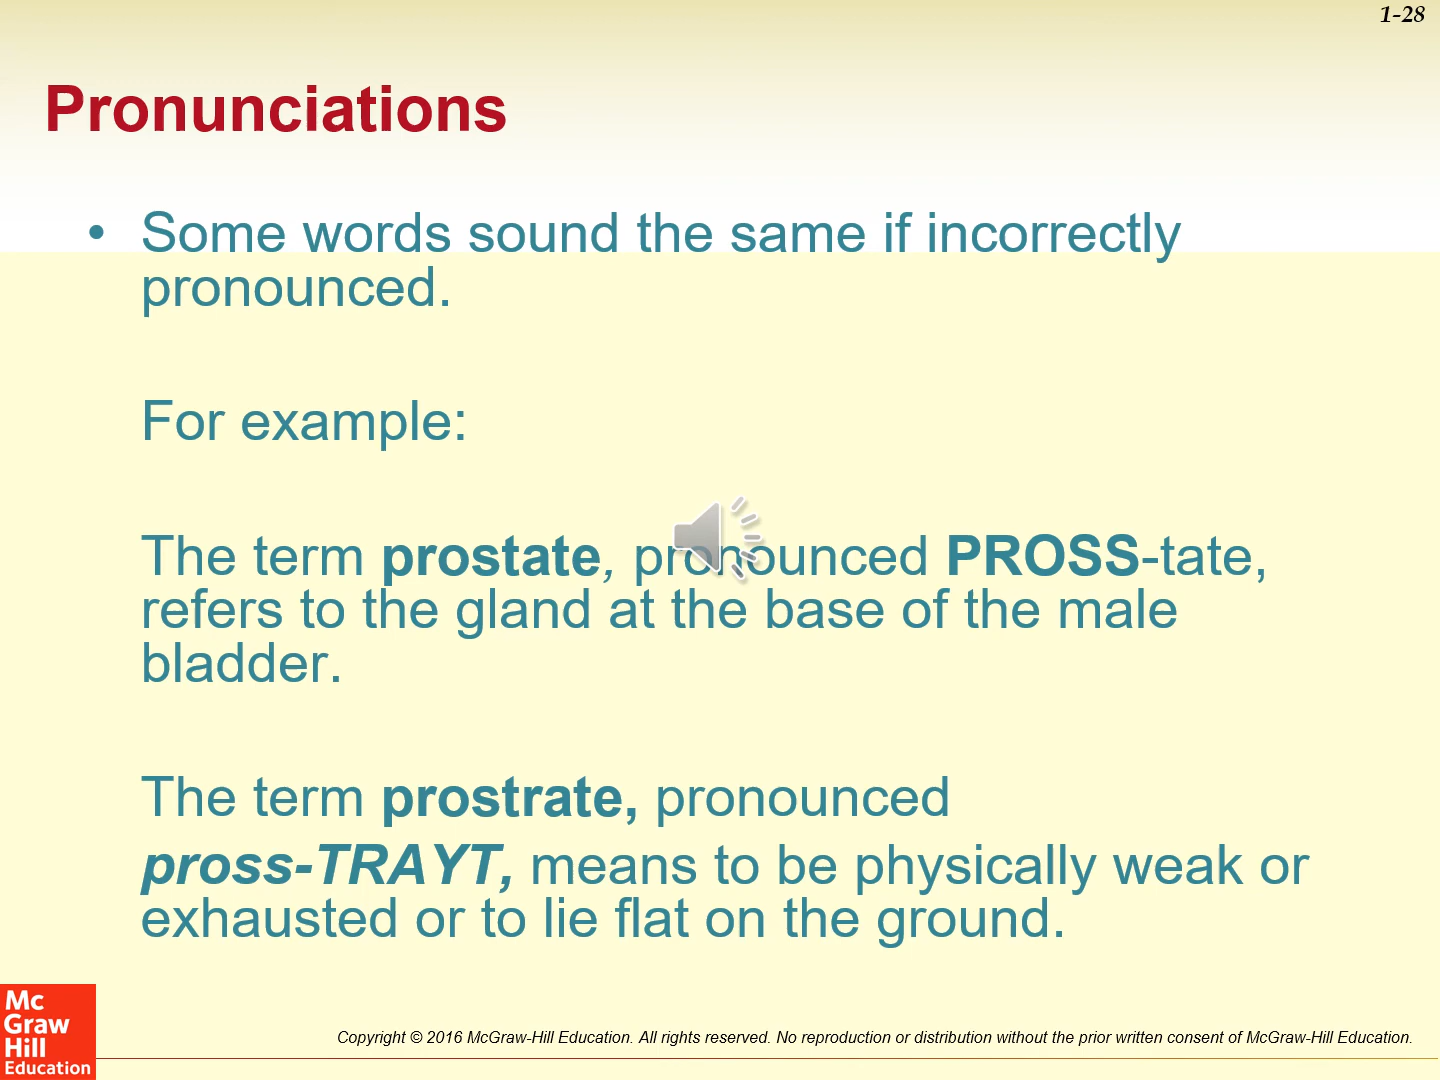 1-28
Pronunciations
• Some words sound the same if incorrectly
pronounced.
For example:
The term prostate, pronounced PROSS-tate,
refers to the gland at the base of the male
bladder.
The term prostrate, pronounced
pross-TRAYT, means to be physically weak or
exhausted or to lie flat on the ground.
Mc
Graw
Hill
Education
Copyright © 2016 McGraw-Hill Education. All rights reserved. No reproduction or distribution without the prior written consent of McGraw-Hill Education.